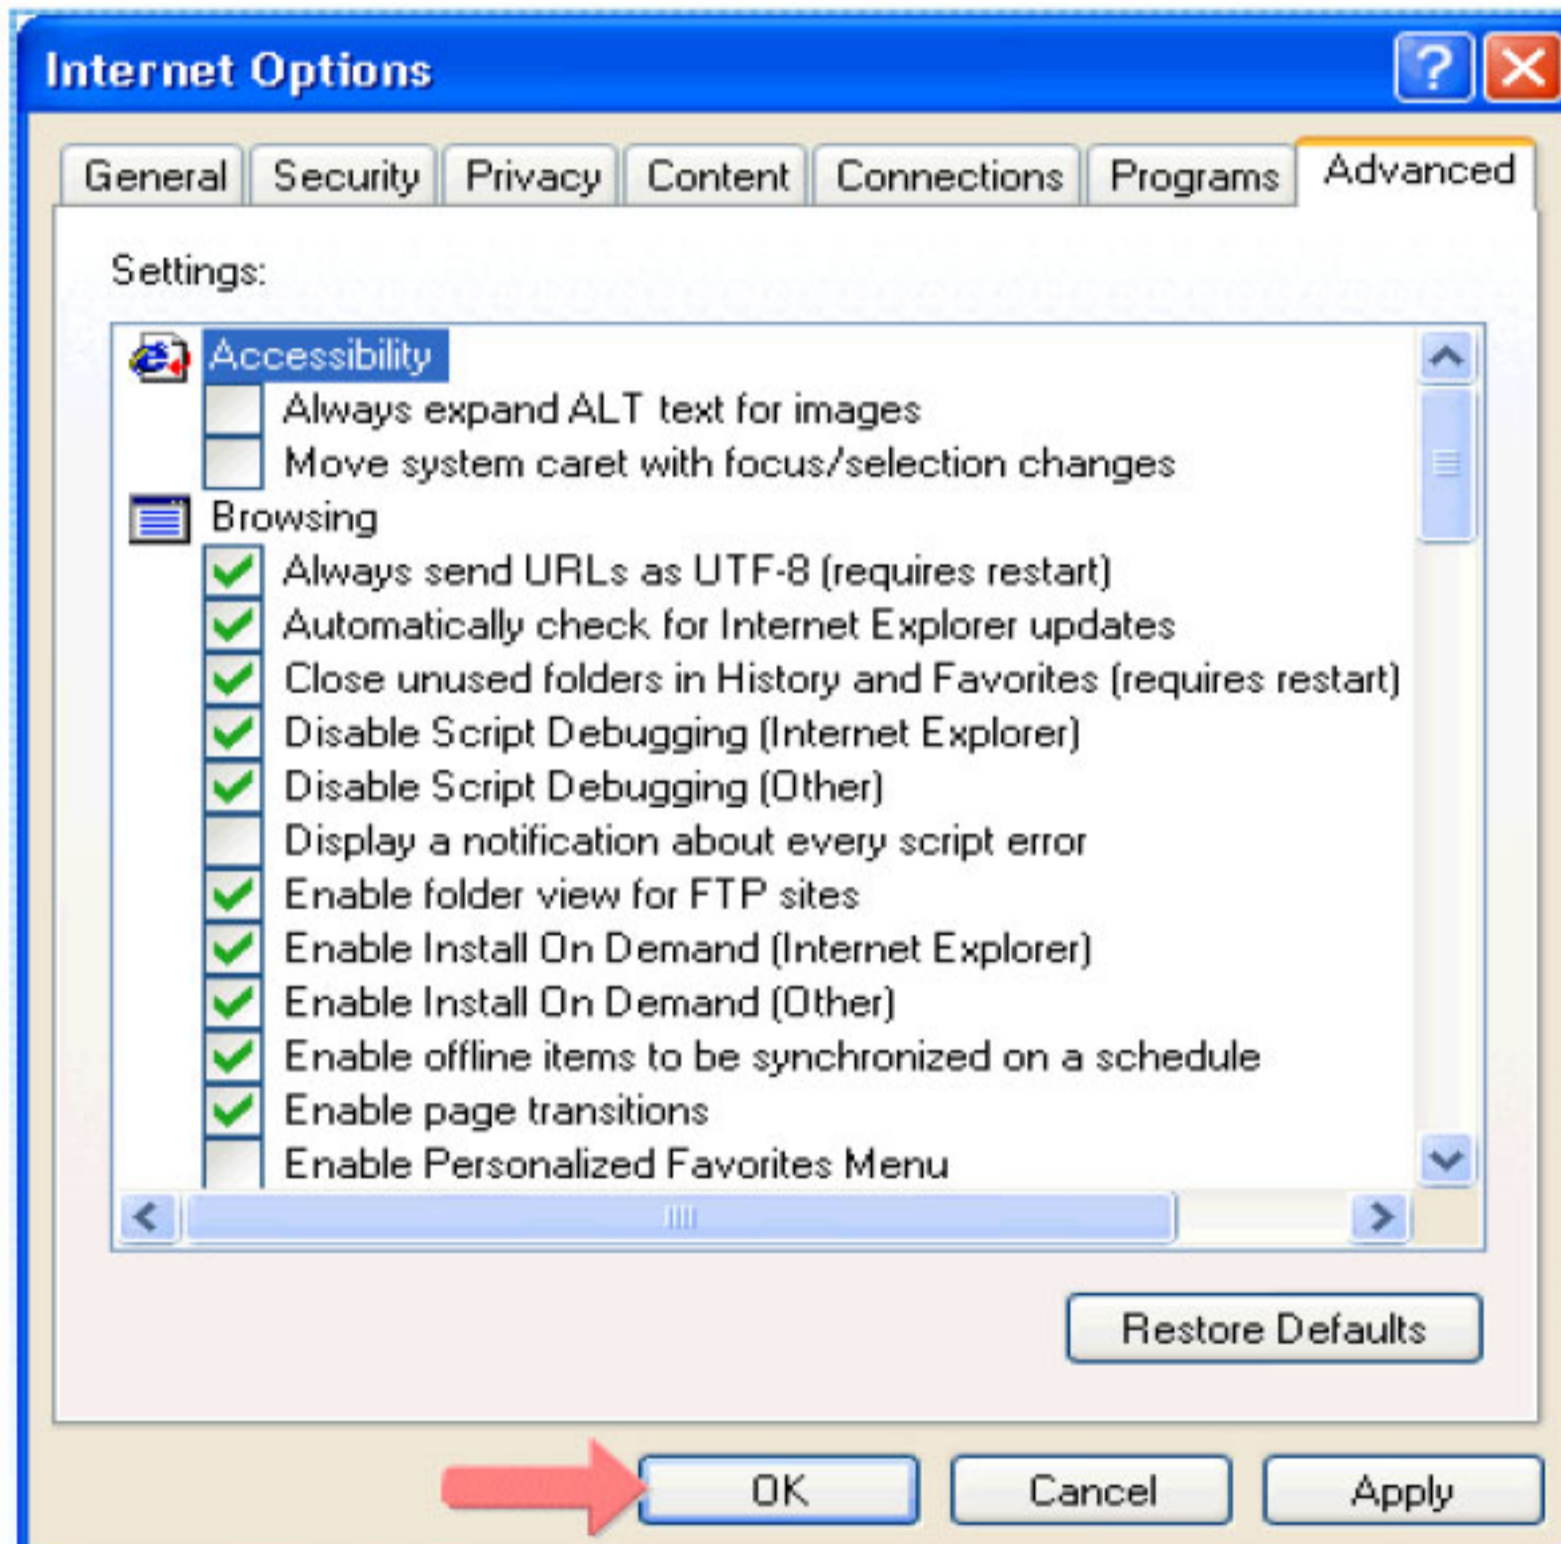 Internet Options
General Security Privacy Content Connections Programs Advanced
Settings:
Accessibility
Always expand ALT text for images
Move system caret with focus/selection changes
Browsing
Always send URLs as UTF-8 (requires restart)
Automatically check for Internet Explorer updates
Close unused folders in History and Favorites (requires restart)
Disable Script Debugging (Internet Explorer)
Disable Script Debugging (Other)
Display a notification about every script error
Enable folder view for FTP sites
Enable Install On Demand (Internet Explorer)
Enable Install On Demand (Other)
Enable offline items to be synchronized on a schedule
Enable page transitions
Enable Personalized Favorites Menu
Restore Defaults
OK Cancel Apply